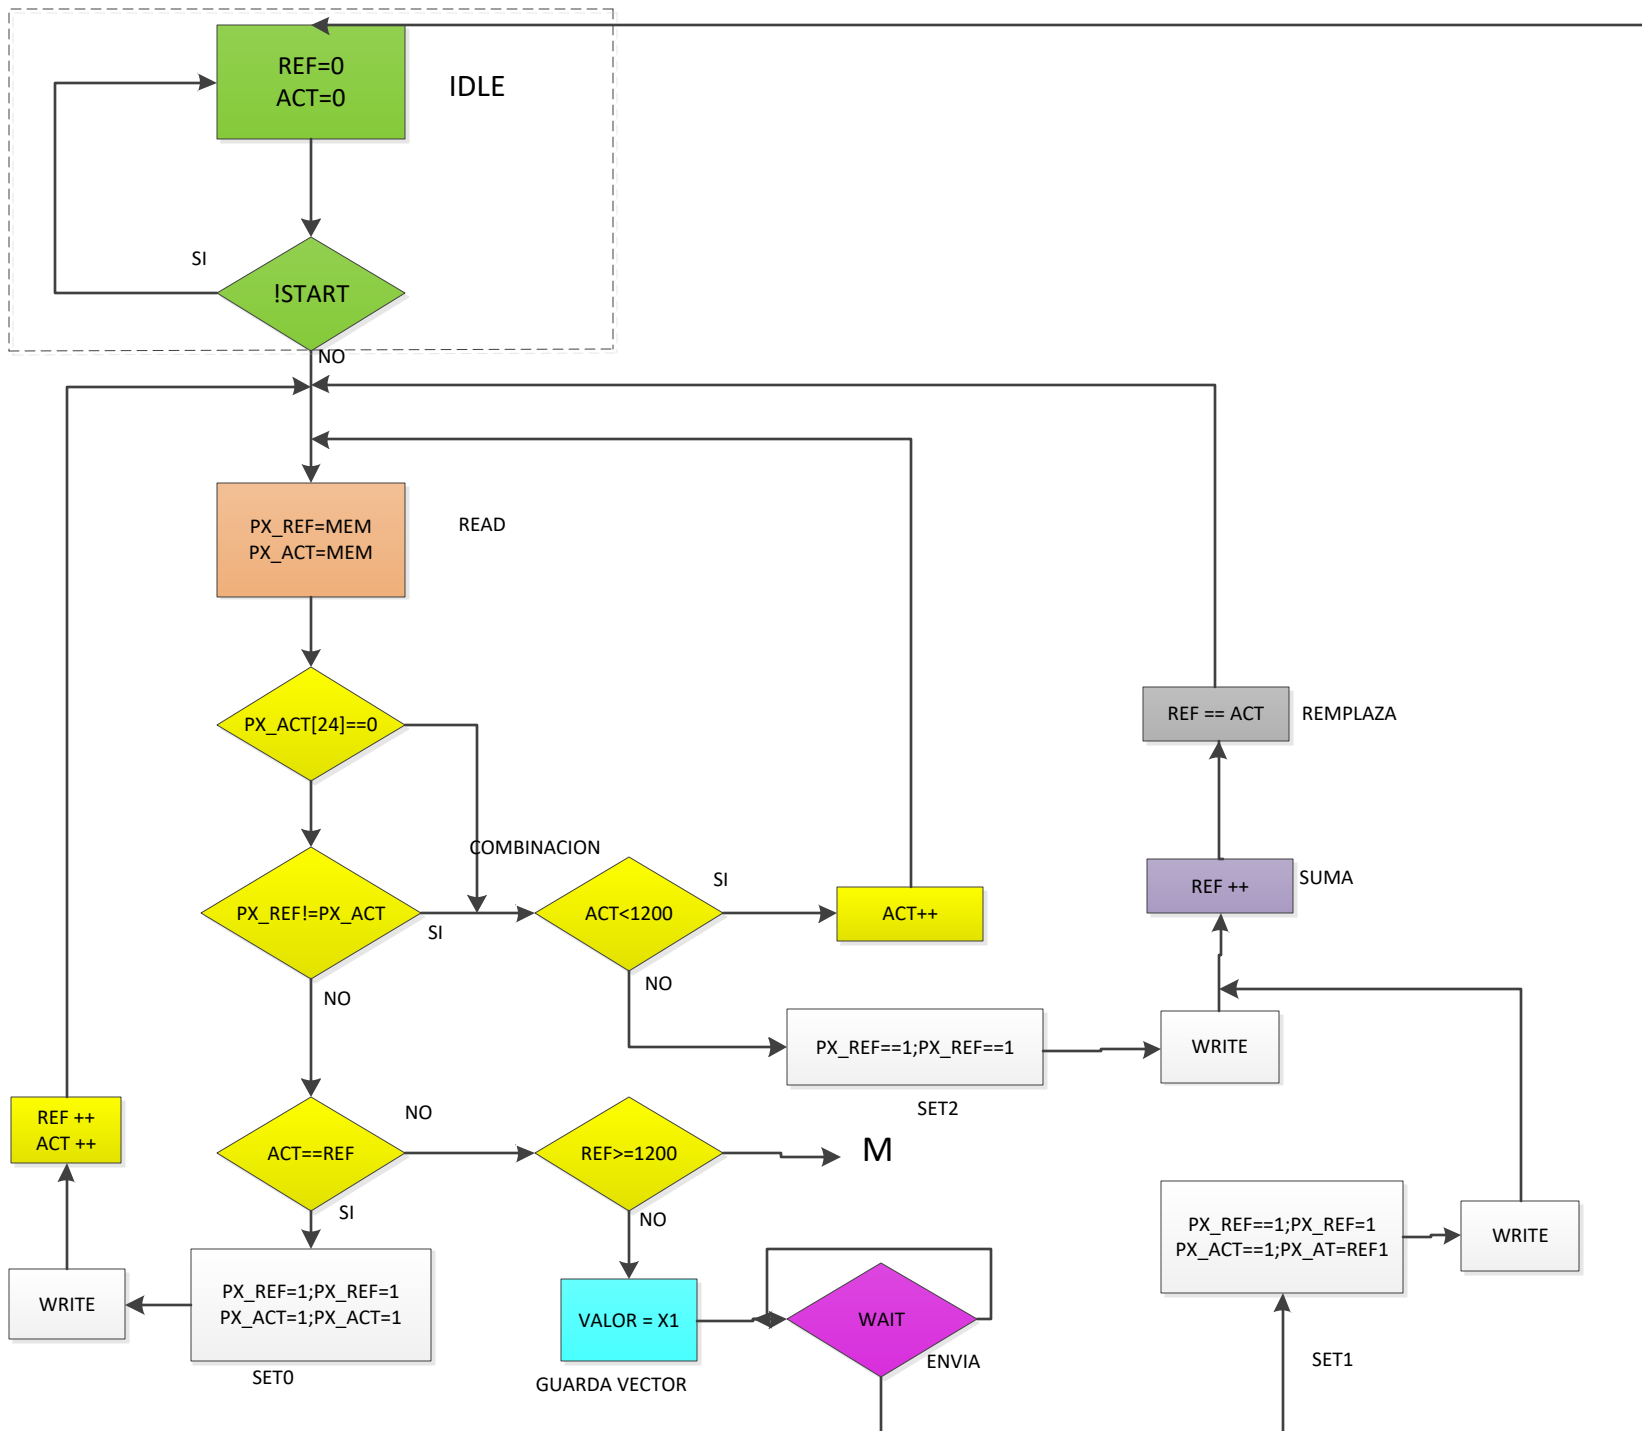 REF=0
ACT=0
IDLE
SI
!START
NO
PX_REF=MEM
PX_ACT=MEM
READ
PX_ACT[24]==0
REF == ACT
REMPLAZA
COMBINACION
PX_REF!=PX_ACT
SI
ACT<1200
SI
ACT++
REF ++
SUMA
NO
NO
PX_REF==1;PX_REF==1
SET2
WRITE
REF ++
ACT ++
ACT==REF
NO
REF>=1200
M
SI
NO
PX_REF==1;PX_REF=1
PX_ACT==1;PX_AT=REF1
WRITE
SET1
WRITE
PX_REF=1;PX_REF=1
PX_ACT=1;PX_ACT=1
SET0
VALOR = X1
GUARDA VECTOR
WAIT
ENVIA